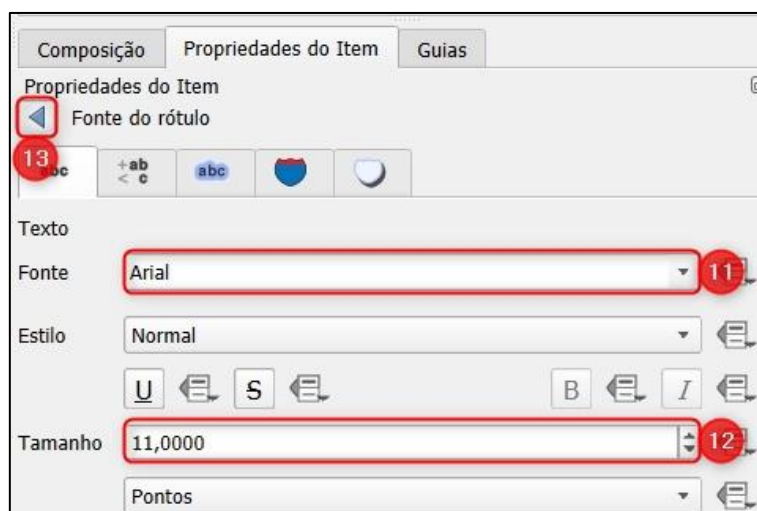 Composição Propriedades do Item Guias
Propriedades do Item
Fonte do rótulo
13
abc +ab < c abc
Texto
Fonte Arial 11
Estilo Normal
U S B I
Tamanho 11,0000 12
Pontos